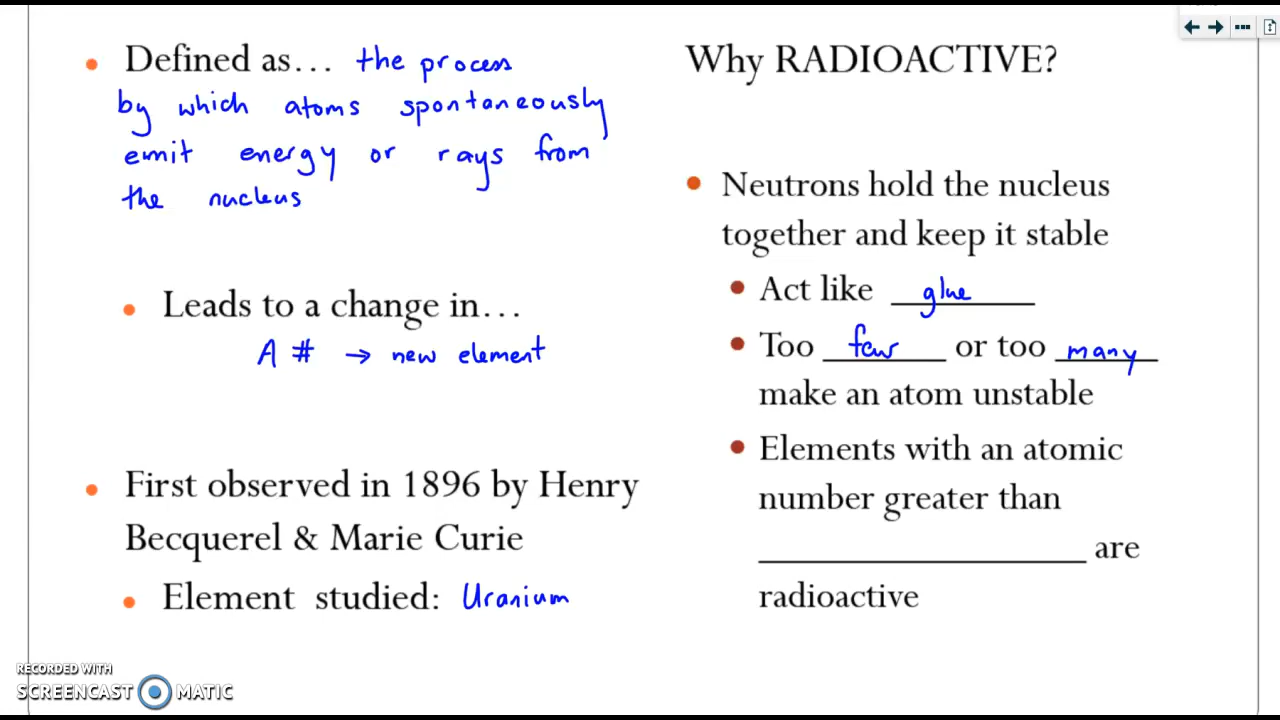 • Defined as... the process
by which atoms spontaneously
emit energy or rays from
the nucleus
• Leads to a change in...
A # → new element
• First observed in 1896 by Henry
Becquerel & Marie Curie
• Element studied: Uranium
Why RADIOACTIVE?
• Neutrons hold the nucleus
together and keep it stable
• Act like glue
• Too few or too many
make an atom unstable
• Elements with an atomic
number greater than
____________________ are
radioactive
RECORDED WITH
SCREENCAST MATIC